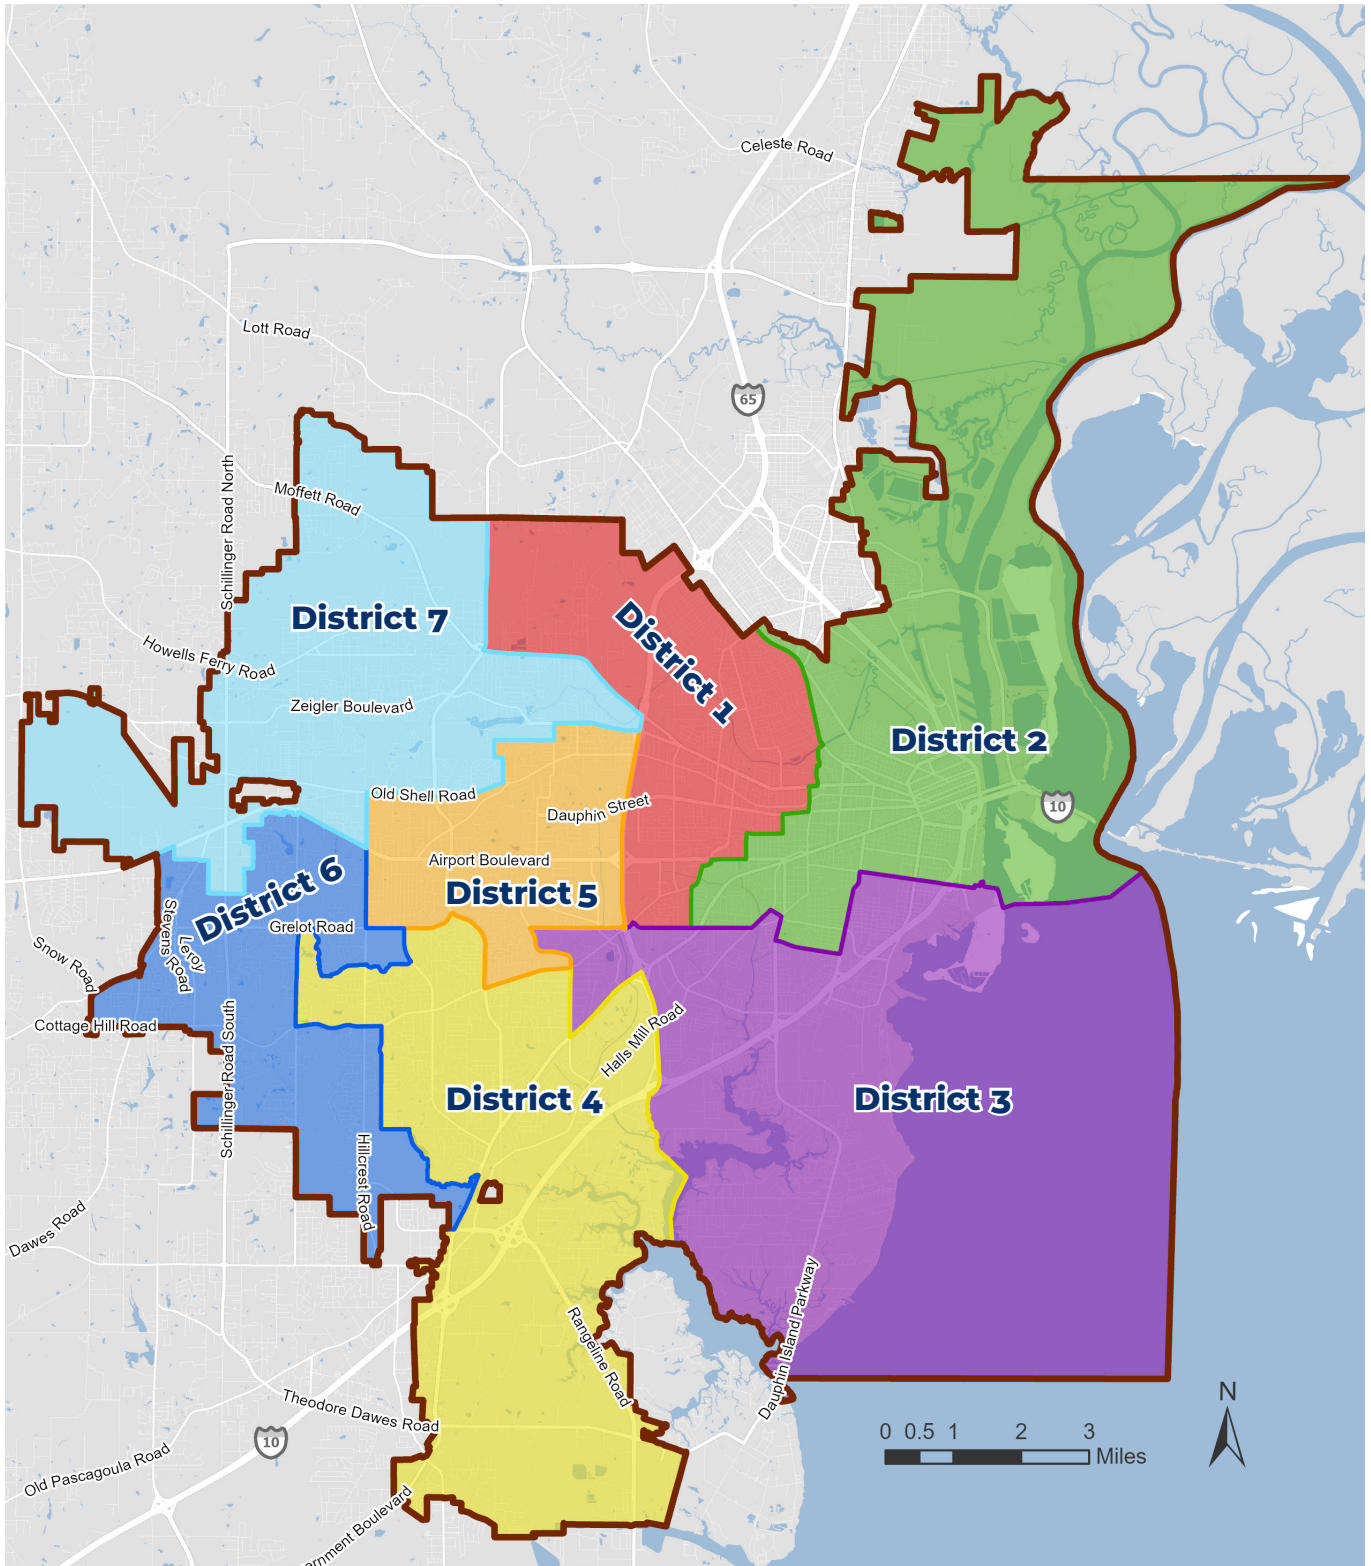 Celeste Road
Lott Road
65
Schillinger Road North
Moffett Road
District 7
District 1
Howells Ferry Road
Zeigler Boulevard
District 2
Old Shell Road
Dauphin Street
10
Airport Boulevard
District 6
District 5
Grelot Road
Leroy
Stevens Road
Snow Road
Cottage Hill Road
Schillinger Road South
Halls Mill Road
District 4
District 3
Hillcrest Road
Dawes Road
Rangeline Road
Dauphin Island Parkway
Theodore Dawes Road
10
Old Pascagoula Road
ernment Boulevard
N
0 0.5 1 2 3
Miles